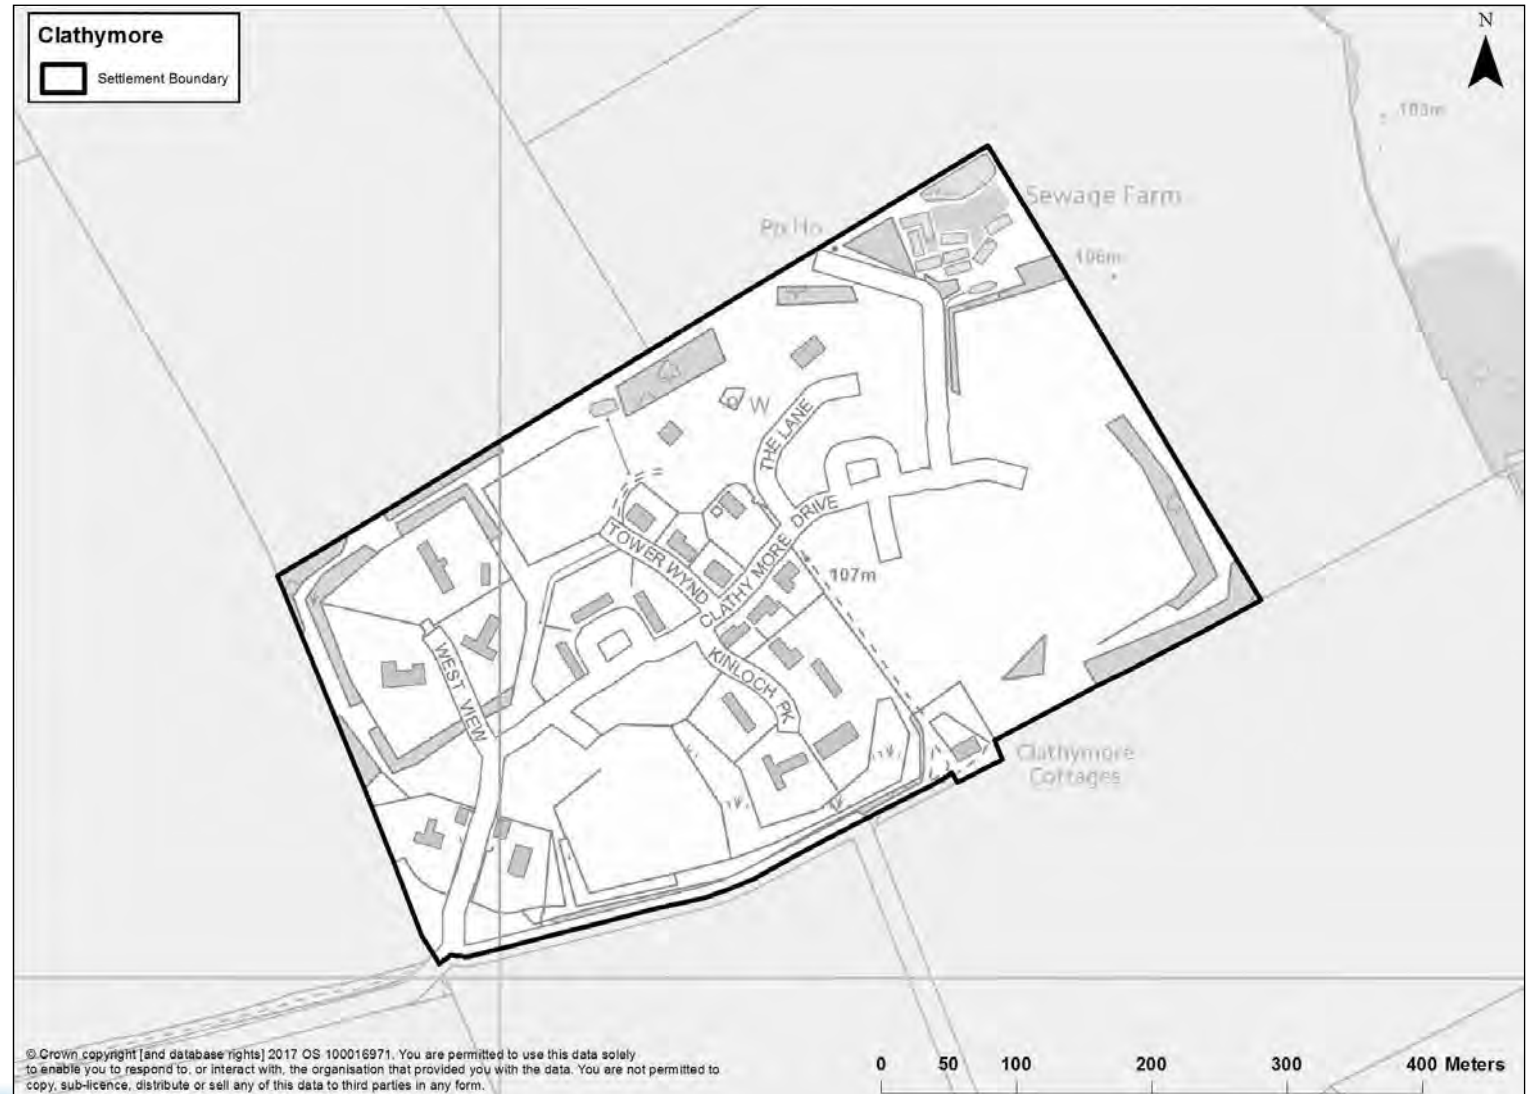 Clathymore
Settlement Boundary
N
103m
Sewage Farm
Pp Ho
106m
W
THE LANE
CLATHY MORE DRIVE
TOWER WYND
107m
WEST VIEW
KINLOCH PK
Clathymore
Cottages
© Crown copyright [and database rights] 2017 OS 100016971. You are permitted to use this data solely
to enable you to respond to, or interact with, the organisation that provided you with the data. You are not permitted to
copy, sub-licence, distribute or sell any of this data to third parties in any form.
0 50 100 200 300 400 Meters